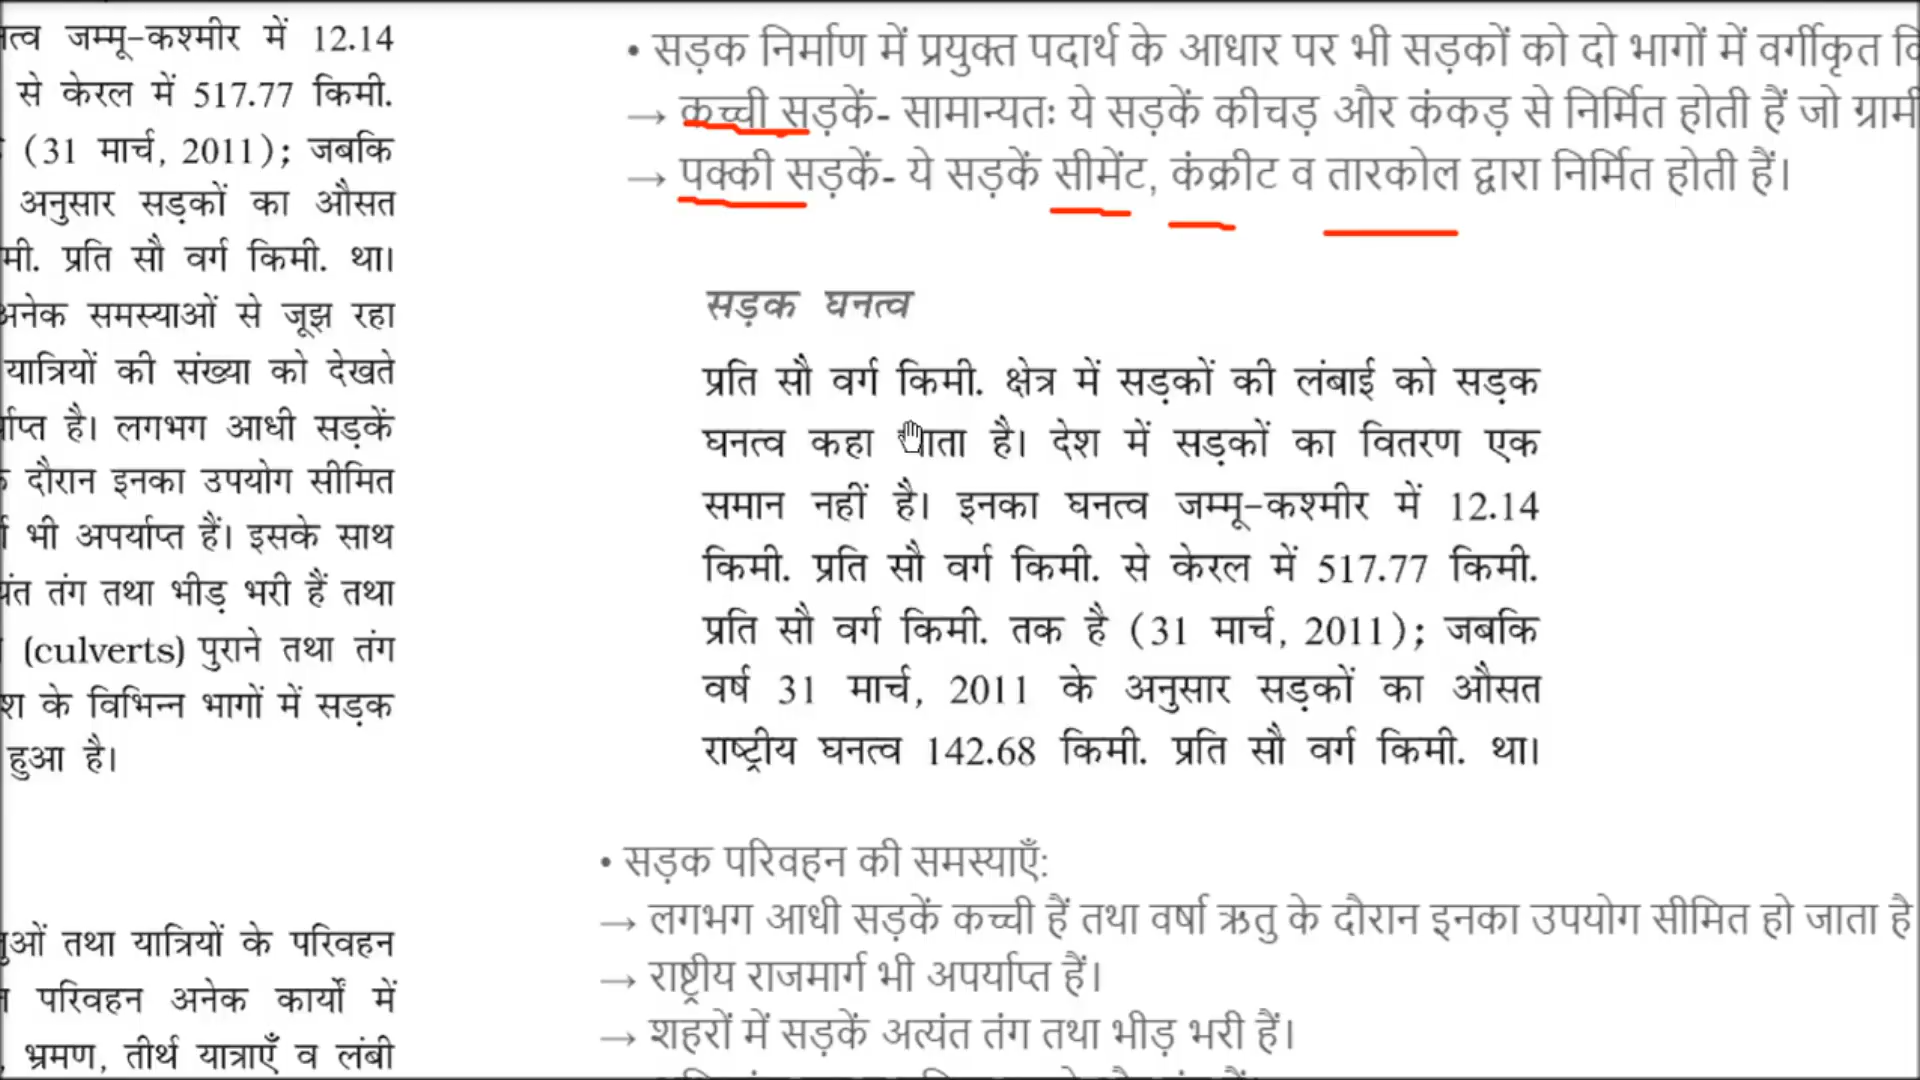 जम्मू-कश्मीर में 12.14
से केरल में 517.77 किमी.
(31 मार्च, 2011); जबकि
अनुसार सड़कों का औसत
प्रति सौ वर्ग किमी. था।
समस्याओं से जूझ रहा
यात्रियों की संख्या को देखते
है। लगभग आधी सड़कें
दौरान इनका उपयोग सीमित
भी अपर्याप्त हैं। इसके साथ
तंग तथा भीड़ भरी हैं तथा
(culverts) पुराने तथा तंग
के विभिन्न भागों में सड़क
हुआ है।
तथा यात्रियों के परिवहन
परिवहन अनेक कार्यों में
भ्रमण, तीर्थ यात्राएँ व लंबी
• सड़क निर्माण में प्रयुक्त पदार्थ के आधार पर भी सड़कों को दो भागों में वर्गीकृत
→ कच्ची सड़कें- सामान्यतः ये सड़कें कीचड़ और कंकड़ से निर्मित होती हैं जो
→ पक्की सड़कें- ये सड़कें सीमेंट, कंक्रीट व तारकोल द्वारा निर्मित होती हैं।
सड़क घनत्व
प्रति सौ वर्ग किमी. क्षेत्र में सड़कों की लंबाई को सड़क
घनत्व कहा जाता है। देश में सड़कों का वितरण एक
समान नहीं है। इनका घनत्व जम्मू-कश्मीर में 12.14
किमी. प्रति सौ वर्ग किमी. से केरल में 517.77 किमी.
प्रति सौ वर्ग किमी. तक है (31 मार्च, 2011); जबकि
वर्ष 31 मार्च, 2011 के अनुसार सड़कों का औसत
राष्ट्रीय घनत्व 142.68 किमी. प्रति सौ वर्ग किमी. था।
• सड़क परिवहन की समस्याएँ:
→ लगभग आधी सड़कें कच्ची हैं तथा वर्षा ऋतु के दौरान इनका उपयोग सीमित हो जाता है
→ राष्ट्रीय राजमार्ग भी अपर्याप्त हैं।
→ शहरों में सड़कें अत्यंत तंग तथा भीड़ भरी हैं।